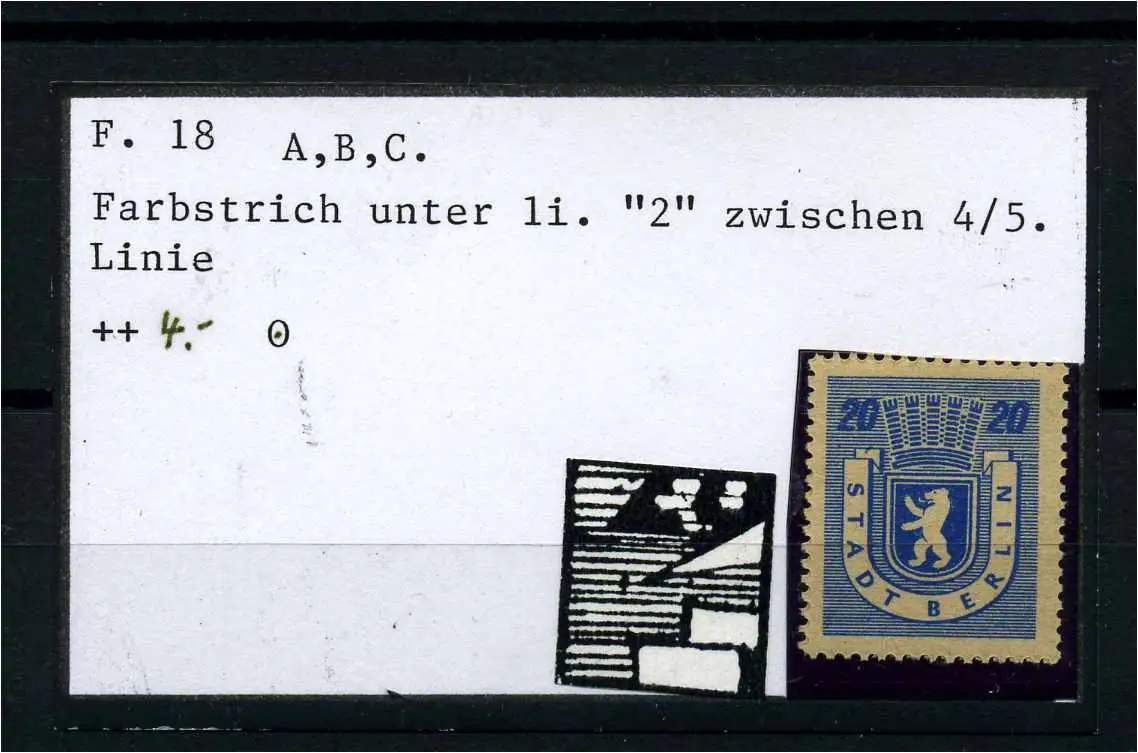 F. 18 A,B,C.
Farbstrich unter li. "2" zwischen 4/5.
Linie
++ 4.- 0
20 20
STADT BERLIN